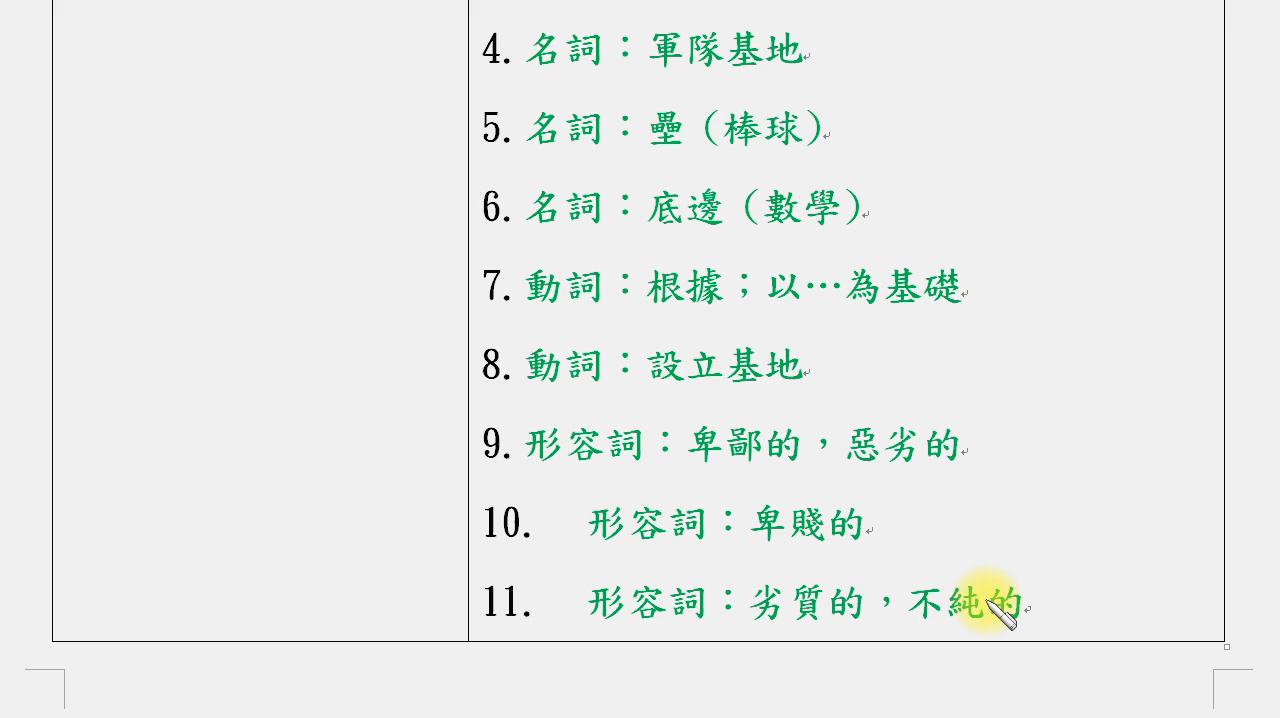 4. 名詞：軍隊基地
5. 名詞：壘（棒球）
6. 名詞：底邊（數學）
7. 動詞：根據；以…為基礎
8. 動詞：設立基地
9. 形容詞：卑鄙的，惡劣的
10. 形容詞：卑賤的
11. 形容詞：劣質的，不純的